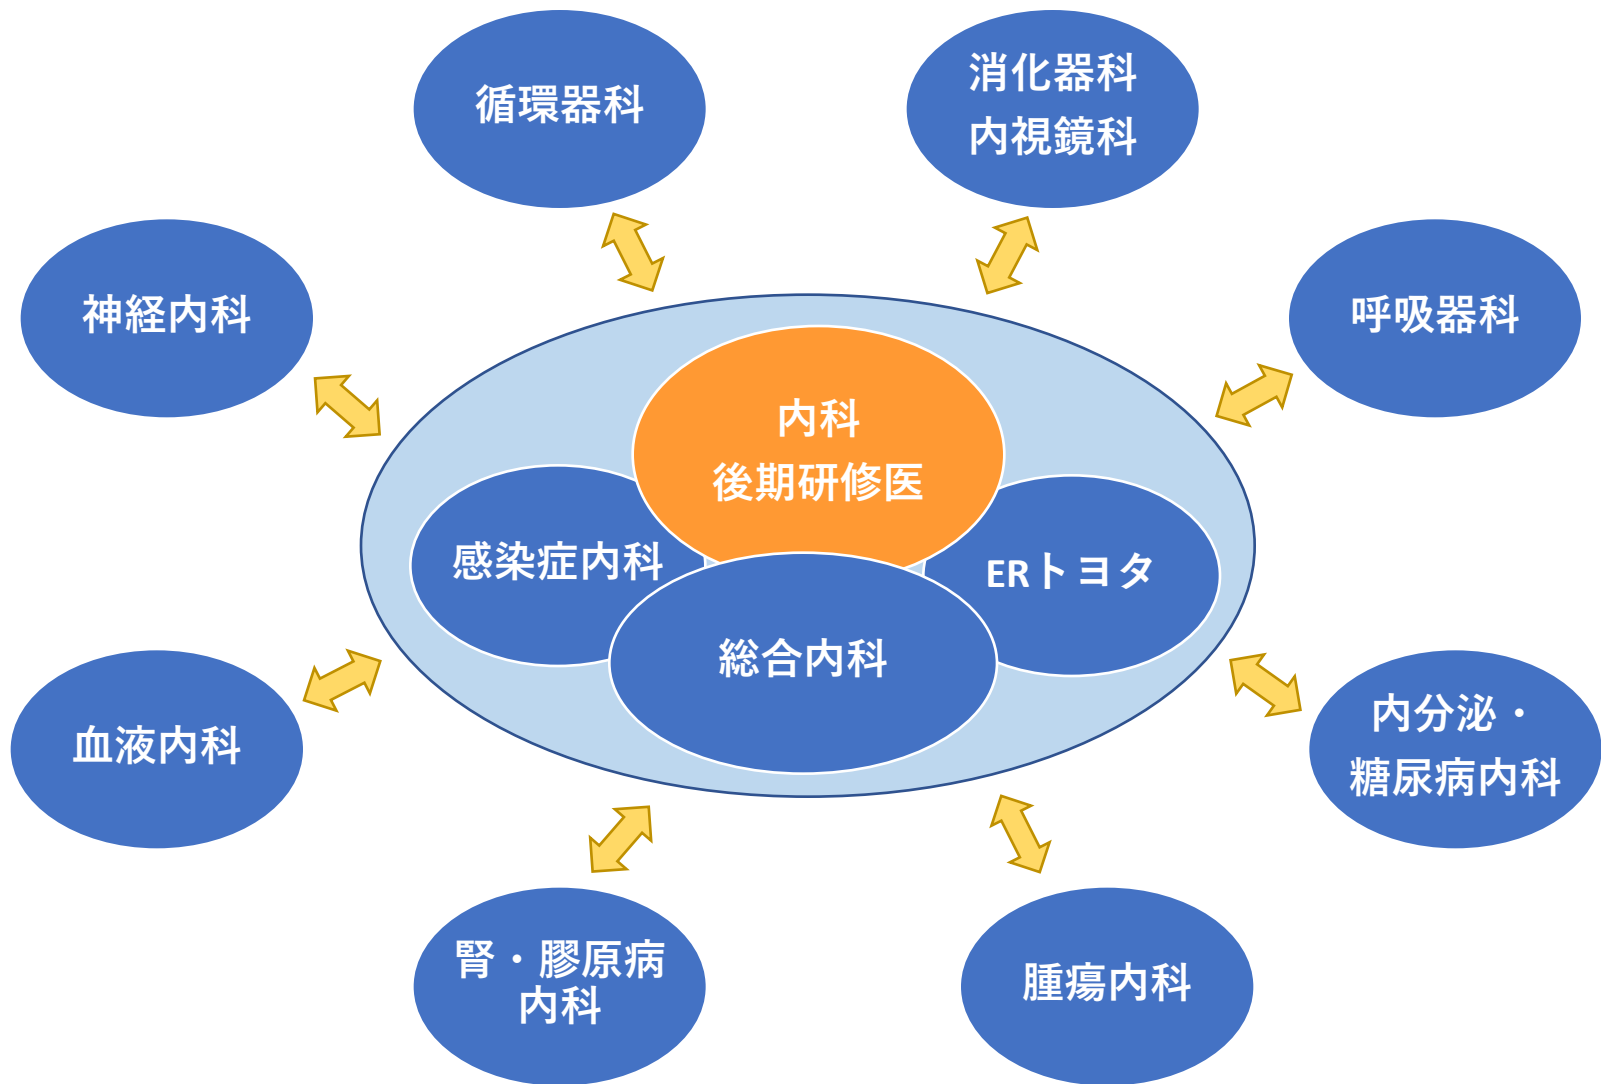 循環器科
消化器科
内視鏡科
神経内科
呼吸器科
内科
後期研修医
感染症内科
ERトヨタ
総合内科
血液内科
内分泌・
糖尿病内科
腎・膠原病
内科
腫瘍内科